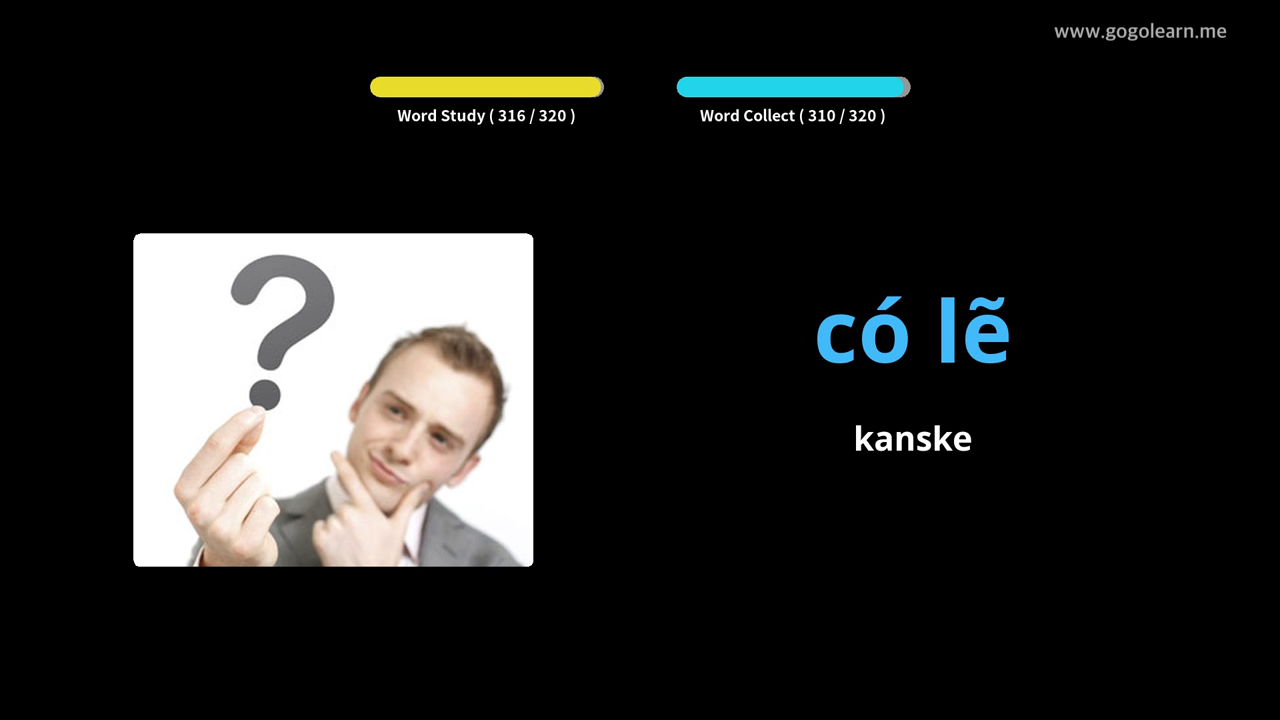 www.gogolearn.me
Word Study ( 316 / 320 )
Word Collect ( 310 / 320 )
?
có lẽ
kanske